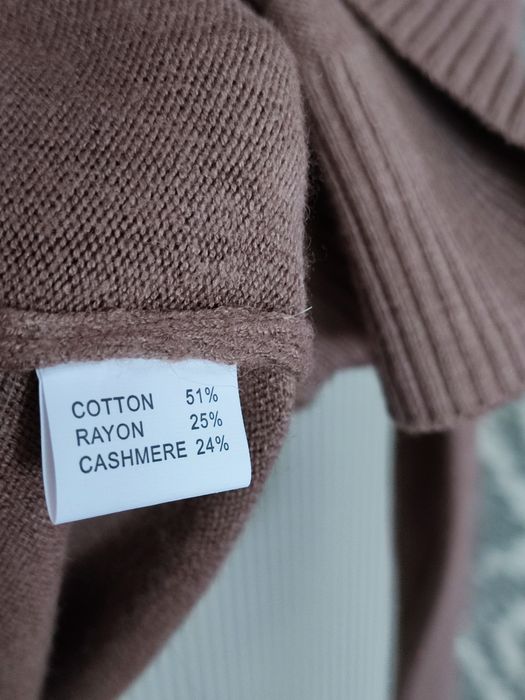 COTTON 51%
RAYON 25%
CASHMERE 24%